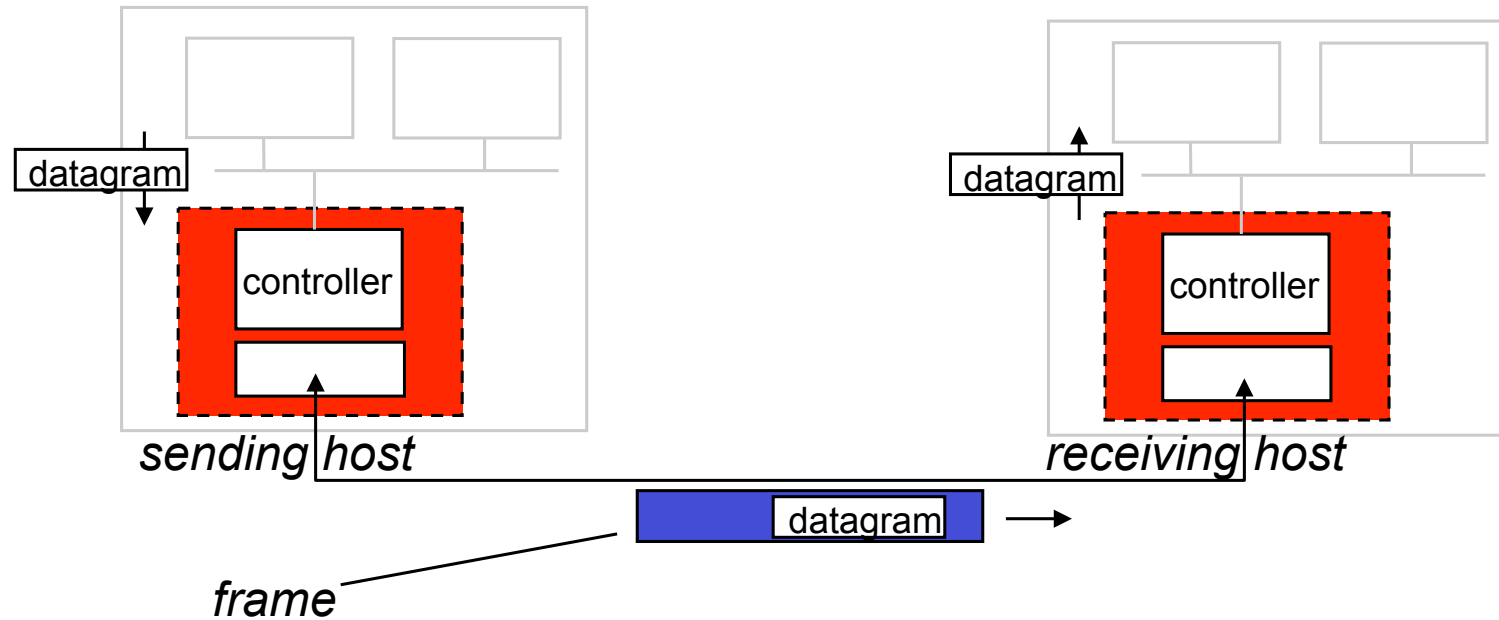 datagram
datagram
controller
controller
sending host
receiving host
datagram
frame